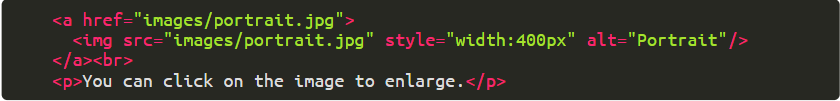 <a href="images/portrait.jpg">
<img src="images/portrait.jpg" style="width:400px" alt="Portrait"/>
</a><br>
<p>You can click on the image to enlarge.</p>